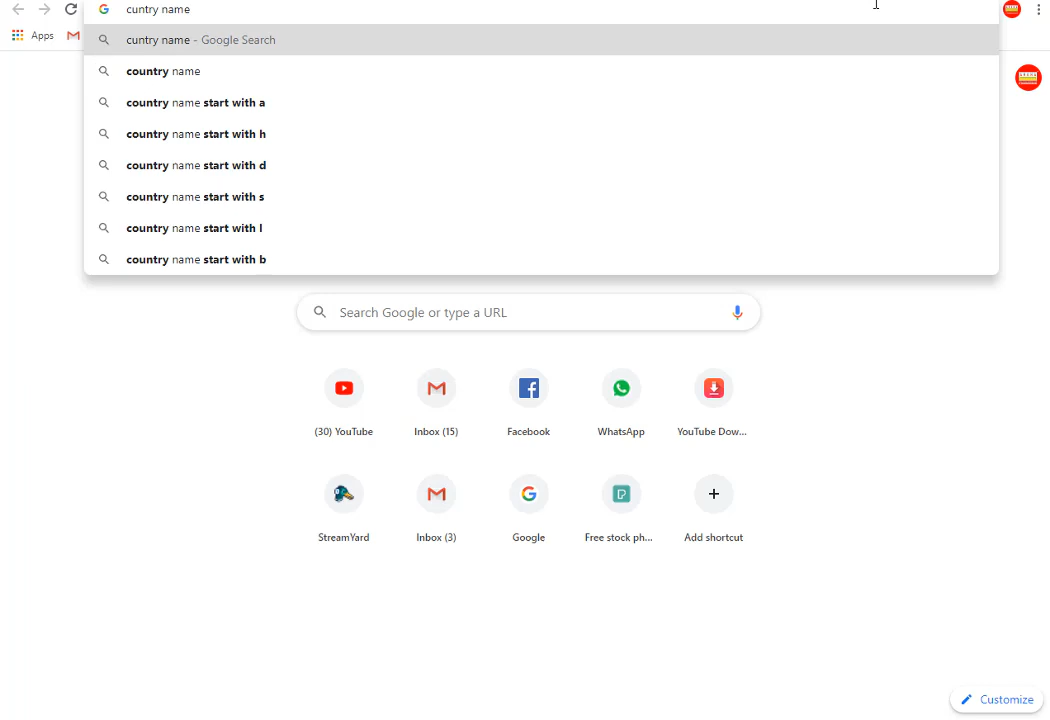 cuntry name
Apps
cuntry name - Google Search
country name
country name start with a
country name start with h
country name start with d
country name start with s
country name start with l
country name start with b
Search Google or type a URL
(30) YouTube Inbox (15) Facebook WhatsApp YouTube Dow...
StreamYard Inbox (3) Google Free stock ph... Add shortcut
Customize